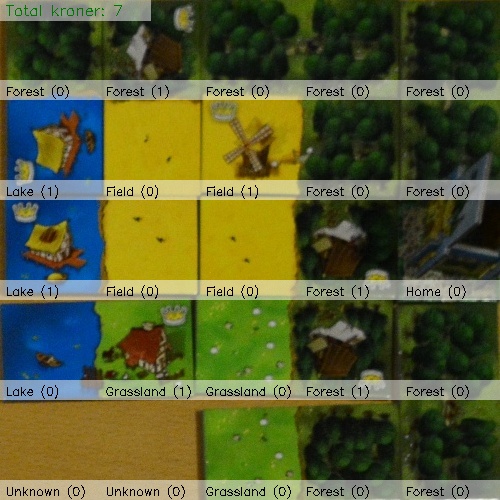 Total kroner: 7
Forest (0) Forest (1) Forest (0) Forest (0) Forest (0)
Lake (1) Field (0) Field (1) Forest (0) Forest (0)
Lake (1) Field (0) Field (0) Forest (1) Home (0)
Lake (0) Grassland (1) Grassland (0) Forest (1) Forest (0)
Unknown (0) Unknown (0) Grassland (0) Forest (0) Forest (0)